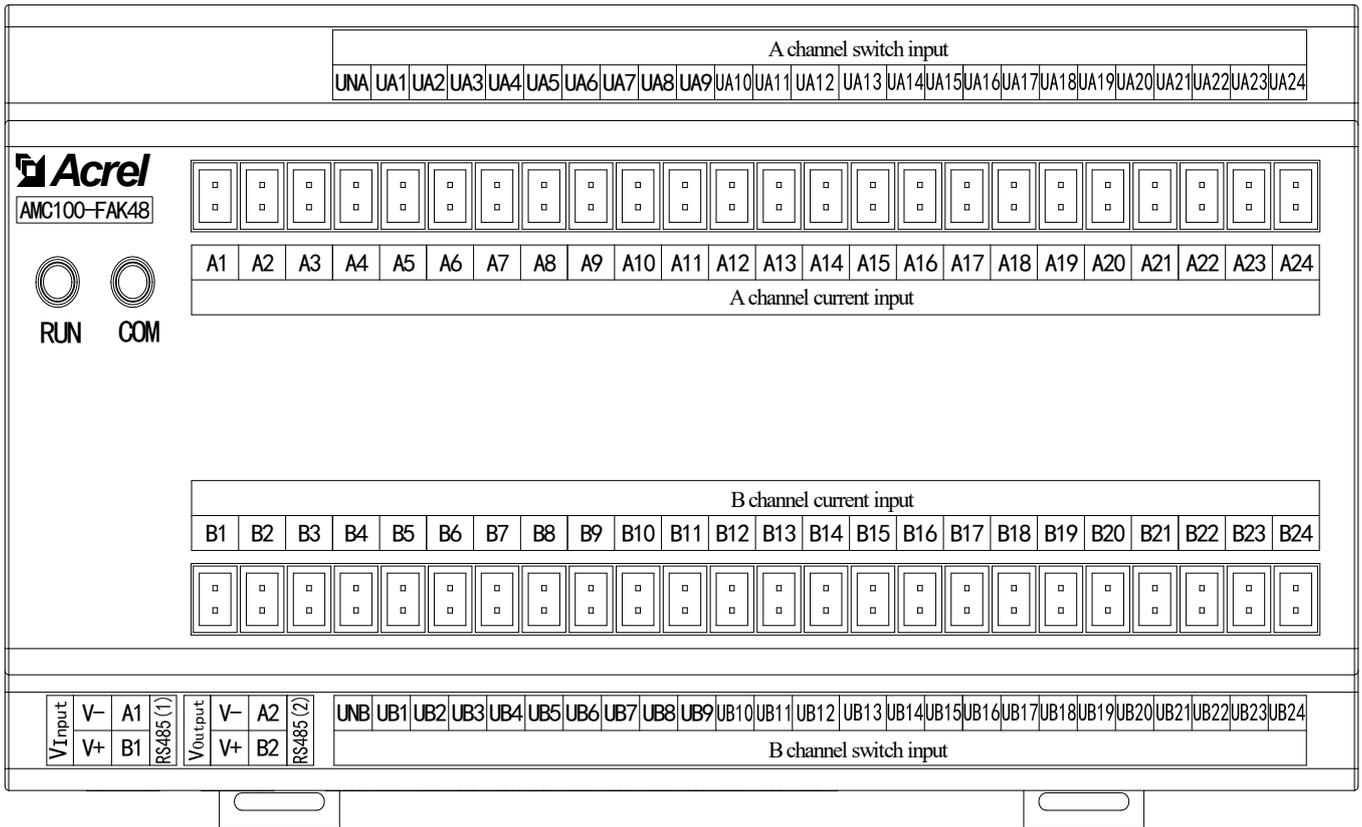 A channel switch input
UNA UA1 UA2 UA3 UA4 UA5 UA6 UA7 UA8 UA9 UA10 UA11 UA12 UA13 UA14 UA15 UA16 UA17 UA18 UA19 UA20 UA21 UA22 UA23 UA24
Acrel
AMC100-FAK48
A1 A2 A3 A4 A5 A6 A7 A8 A9 A10 A11 A12 A13 A14 A15 A16 A17 A18 A19 A20 A21 A22 A23 A24
A channel current input
RUN COM
B channel current input
B1 B2 B3 B4 B5 B6 B7 B8 B9 B10 B11 B12 B13 B14 B15 B16 B17 B18 B19 B20 B21 B22 B23 B24
VInput
V- A1
V+ B1
RS485(1)
VOutput
V- A2
V+ B2
RS485(2)
UNB UB1 UB2 UB3 UB4 UB5 UB6 UB7 UB8 UB9 UB10 UB11 UB12 UB13 UB14 UB15 UB16 UB17 UB18 UB19 UB20 UB21 UB22 UB23 UB24
B channel switch input